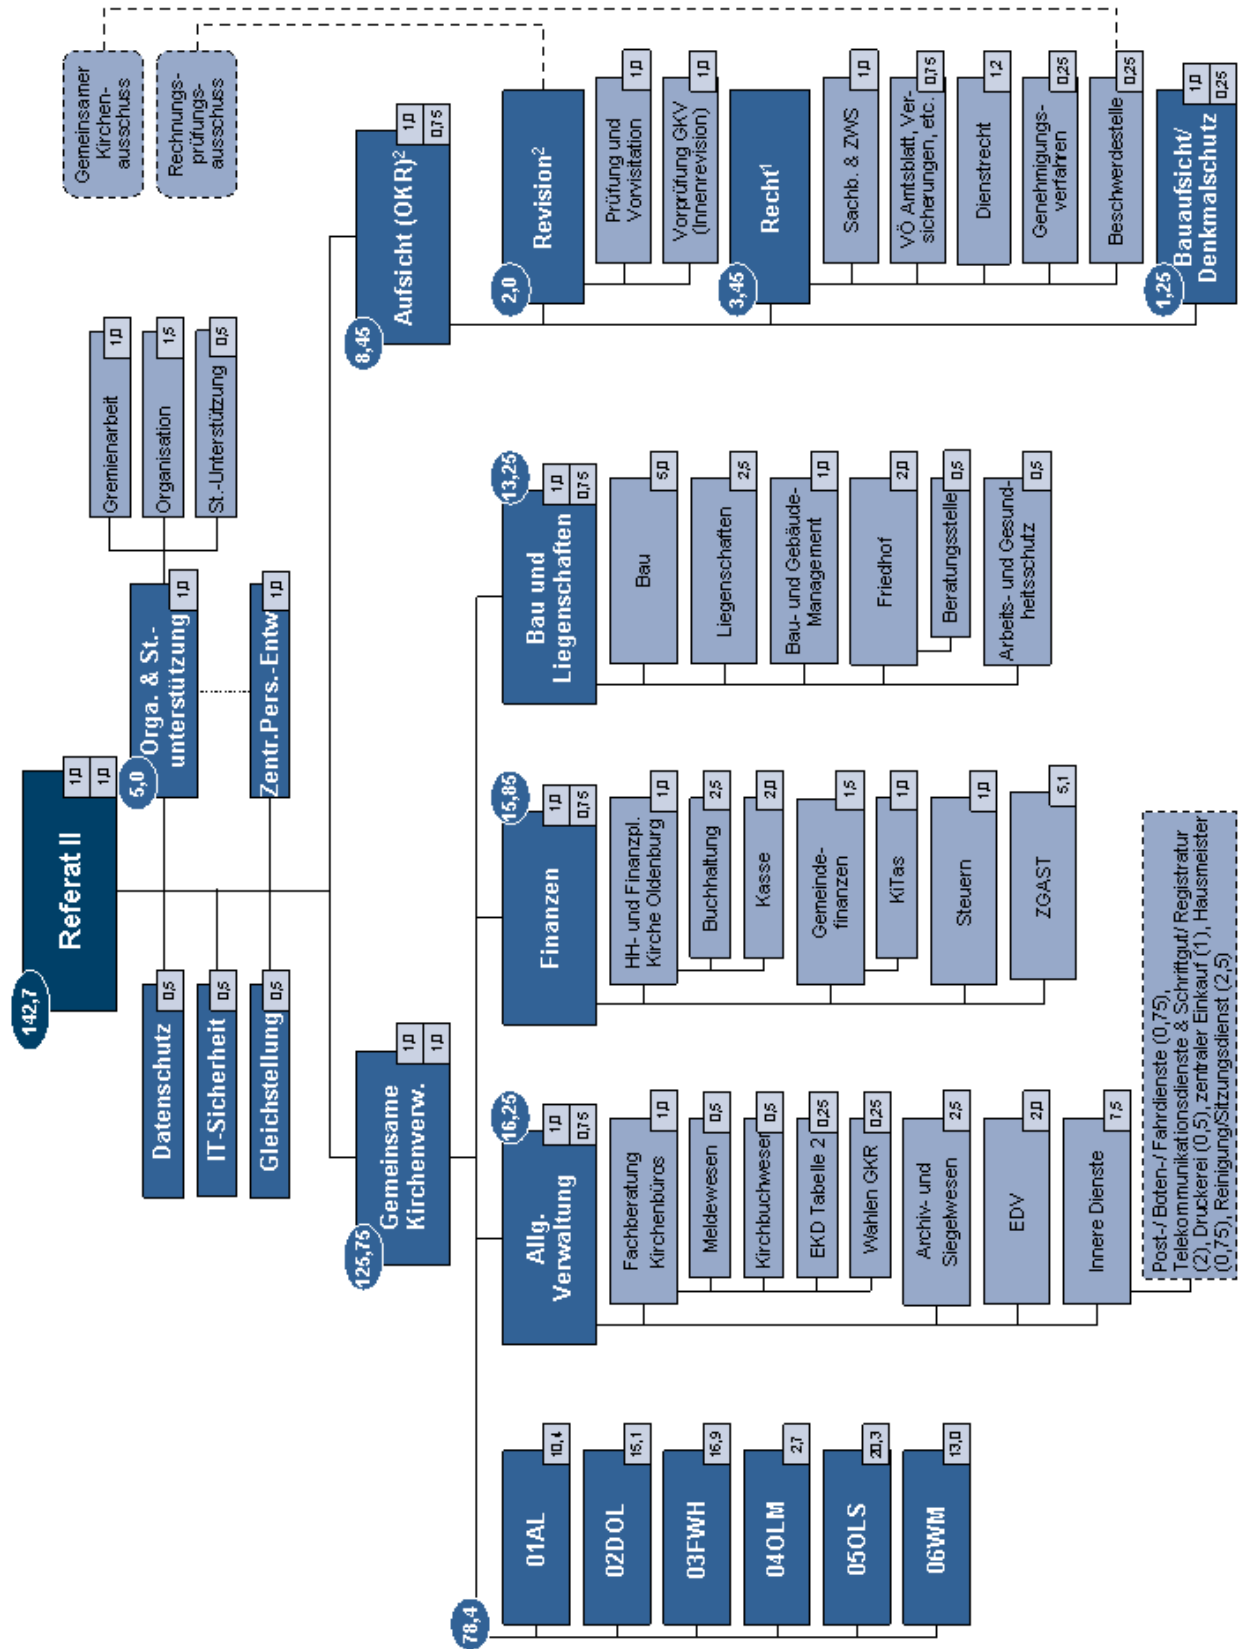 142,7
Referat II
1,0
1,0
Datenschutz
0,5
IT-Sicherheit
0,5
Gleichstellung
0,5
5,0
Orga. & St.-
unterstützung
1,0
Zentr.Pers.-Entw
1,0
Gremienarbeit
1,0
Organisation
1,5
St.-Unterstützung
0,5
Gemeinsamer
Kirchen-
ausschuss
Rechnungs-
prüfungs-
ausschuss
125,75
Gemeinsame
Kirchenverw.
1,0
1,0
8,45
Aufsicht (OKR)²
1,0
0,75
78,4
01AL
10,4
02DOL
15,1
03FWH
16,9
04OLM
2,7
05OLS
20,3
06WM
13,0
16,25
Allg.
Verwaltung
1,0
0,75
Fachberatung
Kirchenbüros
1,0
Meldewesen
0,5
Kirchbuchwesen
0,5
EKD Tabelle 2
0,25
Wahlen GKR
0,25
Archiv- und
Siegelwesen
2,5
EDV
2,0
Innere Dienste
7,5
Post-/ Boten-/ Fahrdienste (0,75),
Telekommunikationsdienste & Schriftgut/ Registratur
(2), Druckerei (0,5), zentraler Einkauf (1), Hausmeister
(0,75), Reinigung/Sitzungsdienst (2,5)
15,85
Finanzen
1,0
0,75
HH- und Finanzpl.
Kirche Oldenburg
1,0
Buchhaltung
2,5
Kasse
2,0
Gemeinde-
finanzen
1,5
KiTas
1,0
Steuern
1,0
ZGAST
5,1
13,25
Bau und
Liegenschaften
1,0
0,75
Bau
5,0
Liegenschaften
2,5
Bau- und Gebäude-
Management
1,0
Friedhof
2,0
Beratungsstelle
0,5
Arbeits- und Gesund-
heitsschutz
0,5
2,0
Revision²
Prüfung und
Vorvisitation
1,0
Vorprüfung GKV
(Innenrevision)
1,0
3,45
Recht¹
Sachb. & ZWS
1,0
VÖ Amtsblatt, Ver-
sicherungen, etc.
0,75
Dienstrecht
1,2
Genehmigungs-
verfahren
0,25
Beschwerdestelle
0,25
1,25
Bauaufsicht/
Denkmalschutz
1,0
0,25